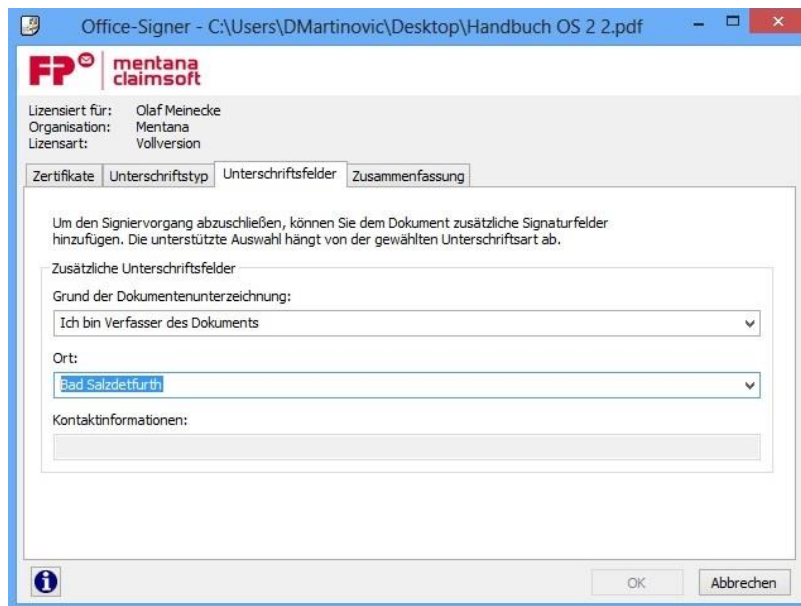 Office-Signer - C:\Users\DMartinovic\Desktop\Handbuch OS 2 2.pdf
FP mentana
claimsoft
Lizensiert für: Olaf Meinecke
Organisation: Mentana
Lizensart: Vollversion
Zertifikate Unterschriftstyp Unterschriftsfelder Zusammenfassung
Um den Signiervorgang abzuschließen, können Sie dem Dokument zusätzliche Signaturfelder
hinzufügen. Die unterstützte Auswahl hängt von der gewählten Unterschriftsart ab.
Zusätzliche Unterschriftsfelder
Grund der Dokumentenunterzeichnung:
Ich bin Verfasser des Dokuments
Ort:
Bad Salzdetfurth
Kontaktinformationen:
OK Abbrechen